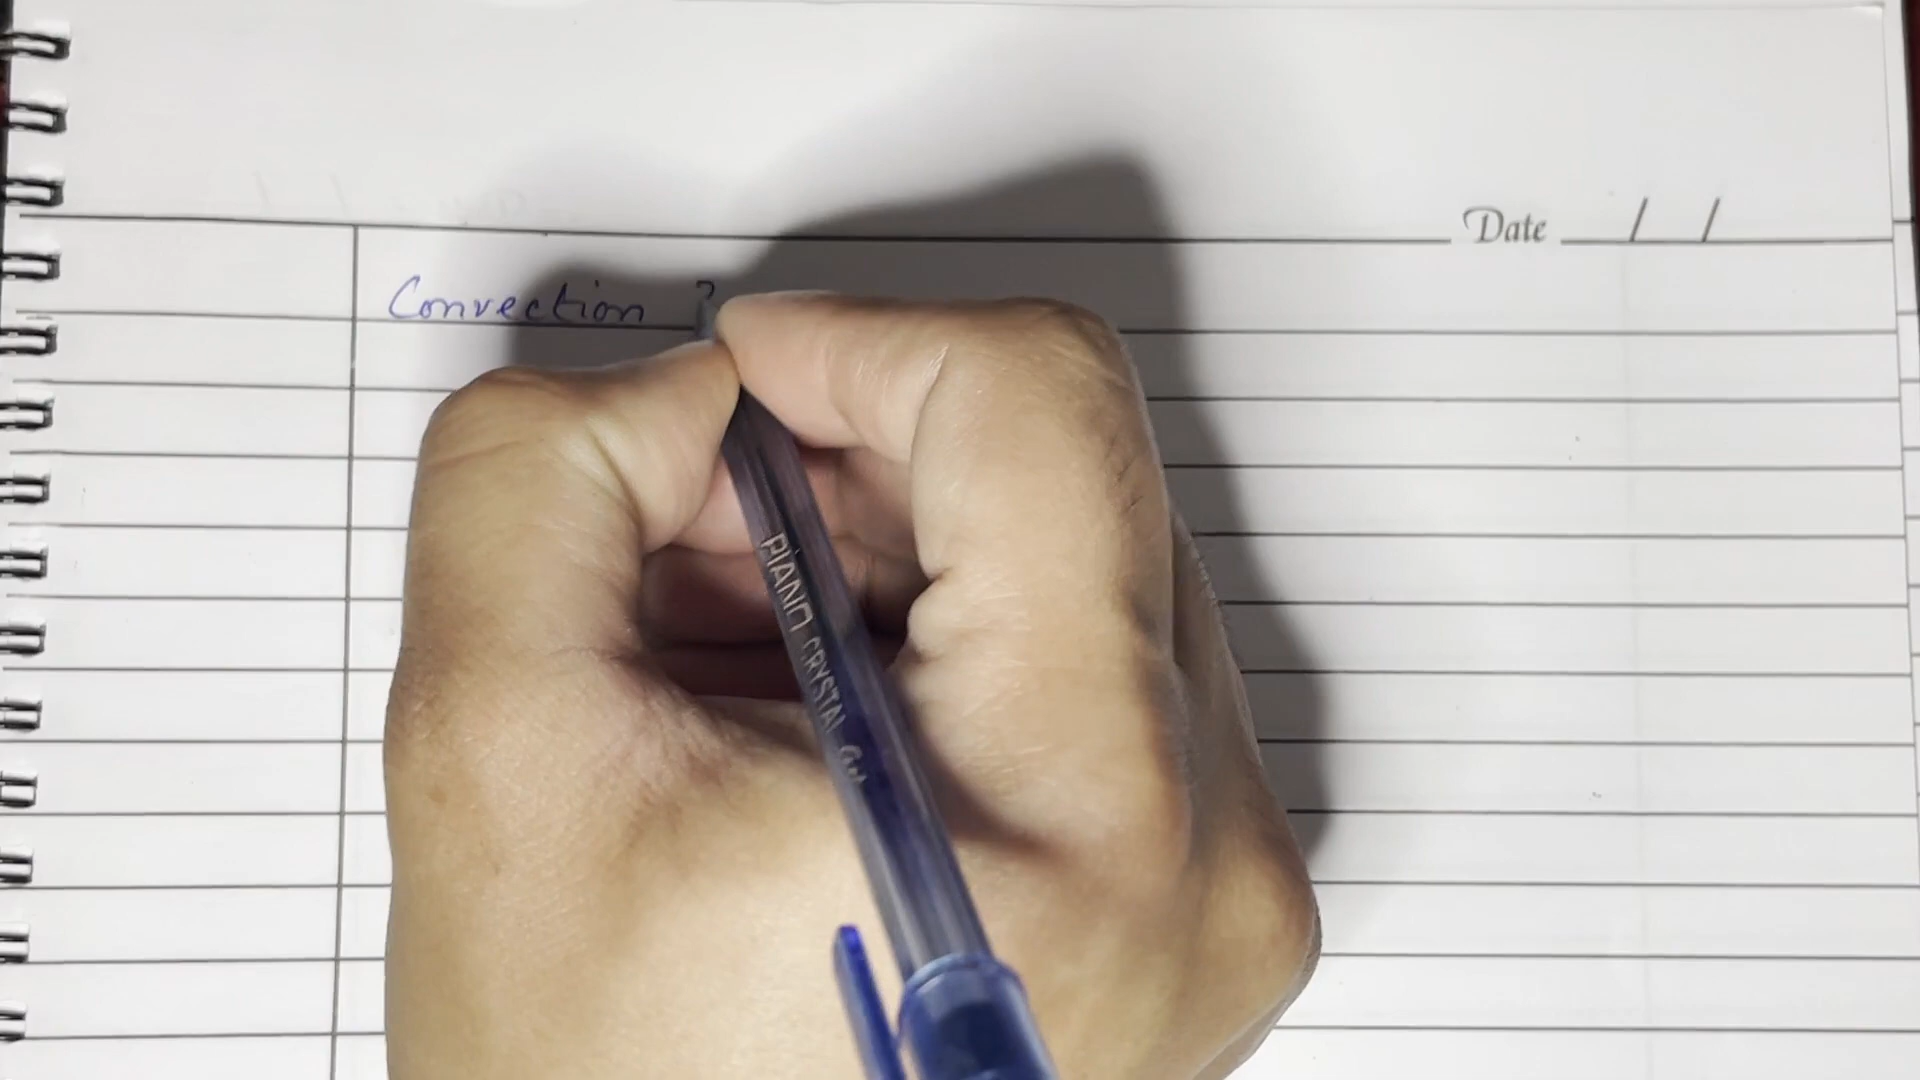 Date / /
Convection ?
PIANO CRYSTAL